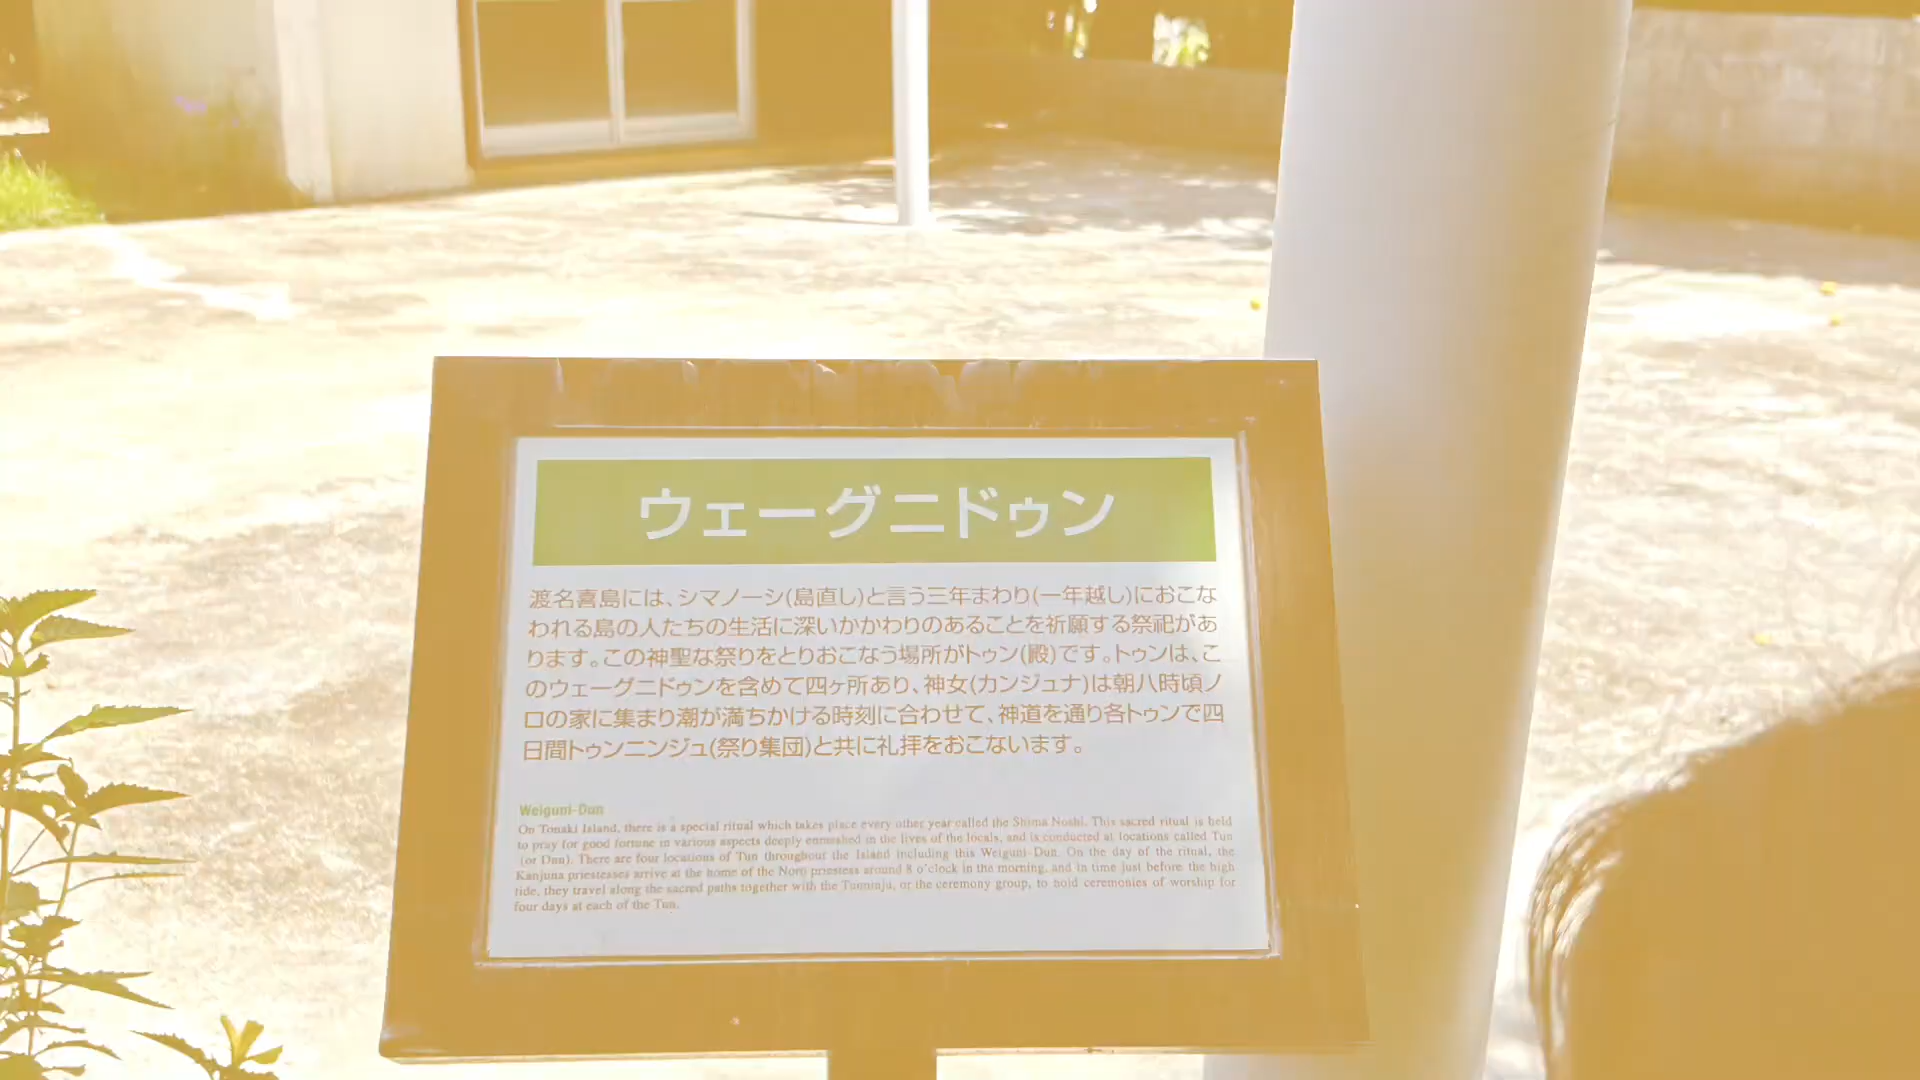 ウェーグニドゥン
渡名喜島には、シマノーシ(島直し)と言う三年まわり(一年越し)におこな
われる島の人たちの生活に深いかかわりのあることを祈願する祭祀があ
ります。この神聖な祭りをとりおこなう場所がトゥン(殿)です。トゥンは、こ
のウェーグニドゥンを含めて四ヶ所あり、神女(カンジュナ)は朝八時頃ノ
ロの家に集まり潮が満ちかける時刻に合わせて、神道を通り各トゥンで四
日間トゥンニンジュ(祭り集団)と共に礼拝をおこないます。
Weiguni-Dun
On Tonaki Island, there is a special ritual which takes place every other year called the Shima Noshi. This sacred ritual is held
to pray for good fortune in various aspects deeply enmeshed in the lives of the locals, and is conducted at locations called Tun
(or Dun). There are four locations of Tun throughout the Island including this Weiguni-Dun. On the day of the ritual, the
Kanjuna priestesses arrive at the home of the Noro priestess around 8 o'clock in the morning, and in time just before the high
tide, they travel along the sacred paths together with the Tuninju, or the ceremony group, to hold ceremonies of worship for
four days at each of the Tun.